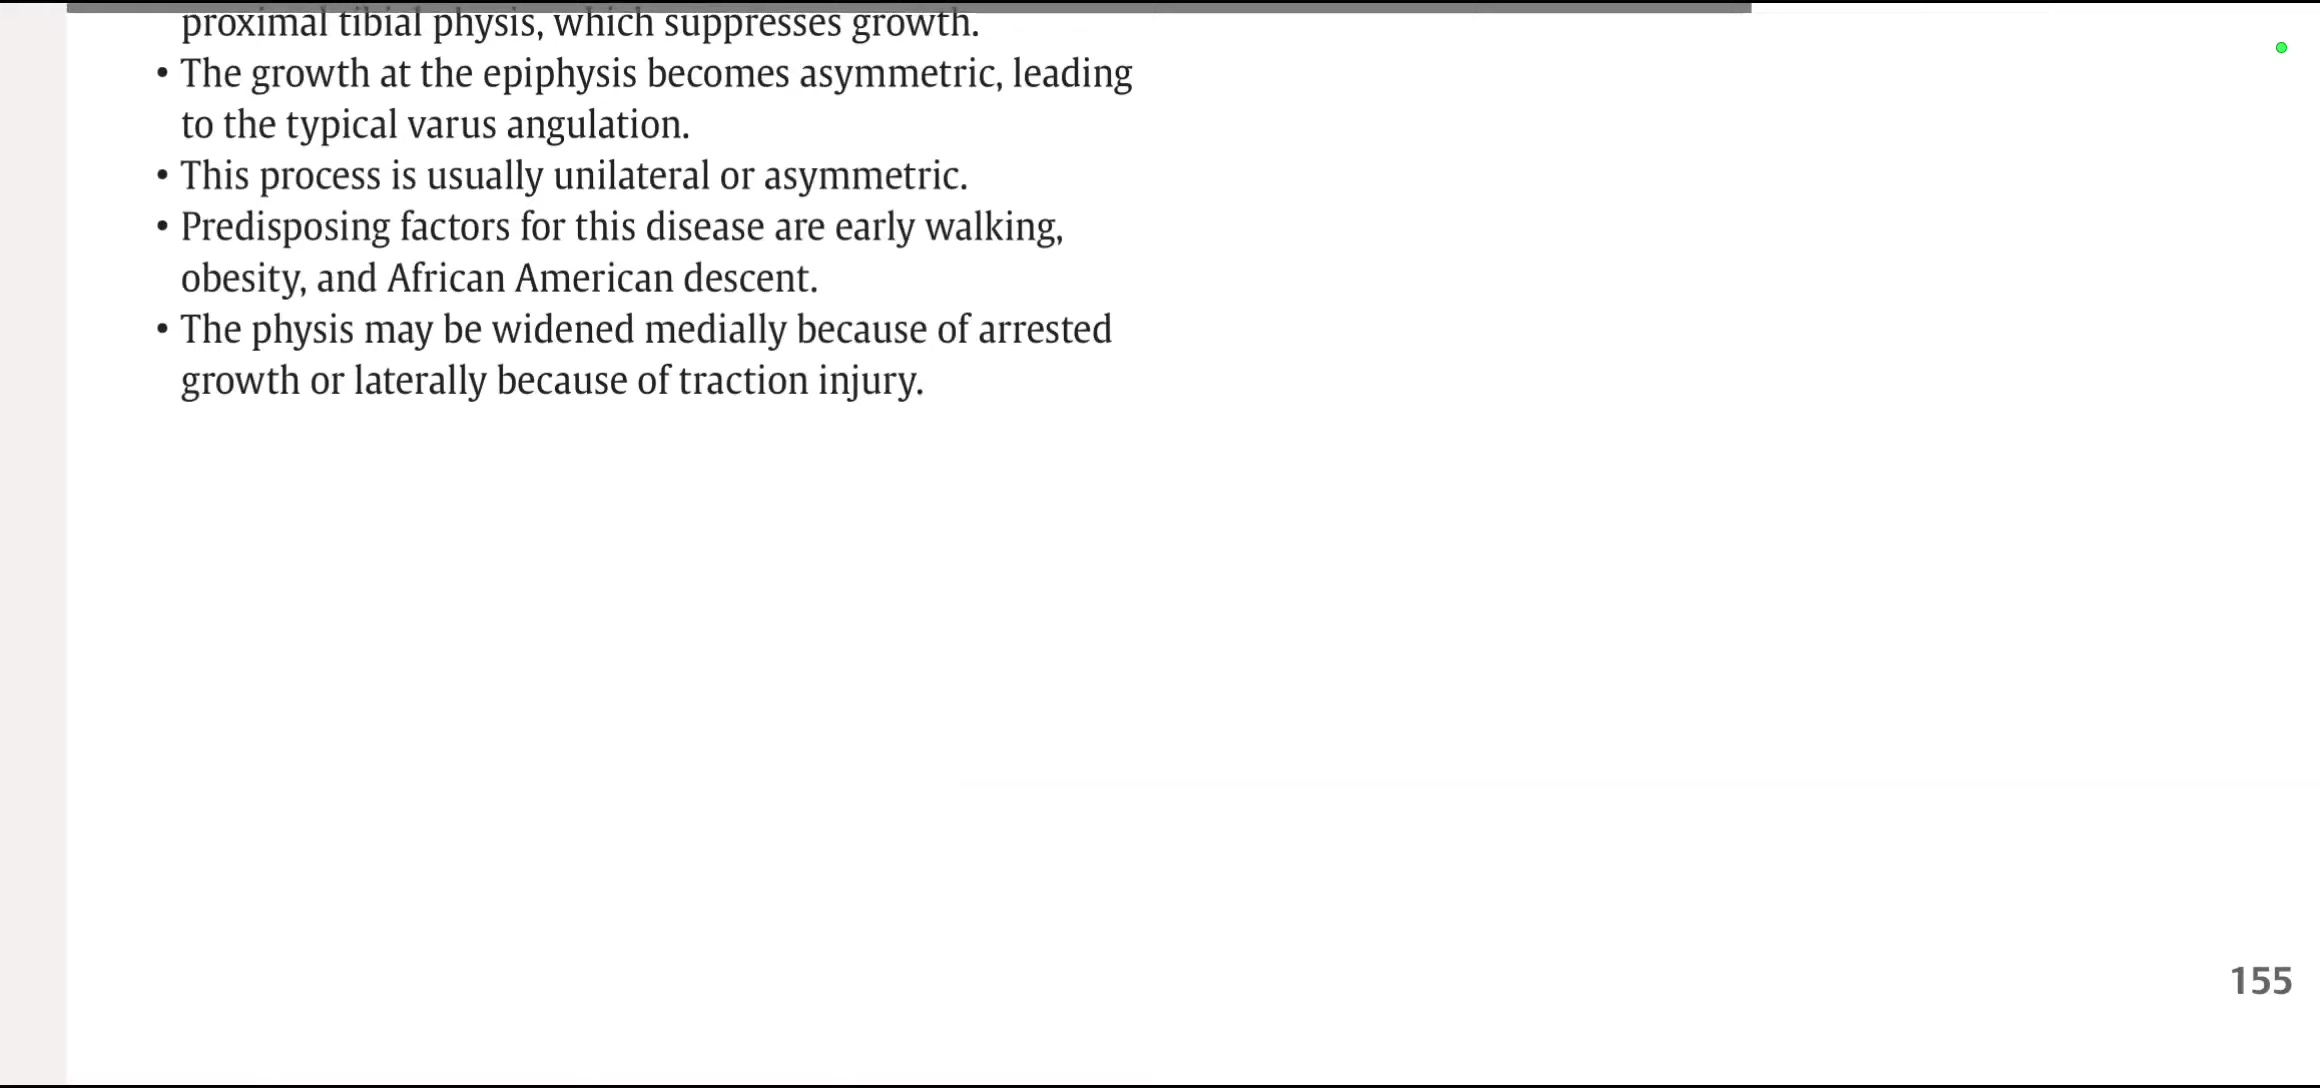 proximal tibial physis, which suppresses growth.
• The growth at the epiphysis becomes asymmetric, leading
to the typical varus angulation.
• This process is usually unilateral or asymmetric.
• Predisposing factors for this disease are early walking,
obesity, and African American descent.
• The physis may be widened medially because of arrested
growth or laterally because of traction injury.
155